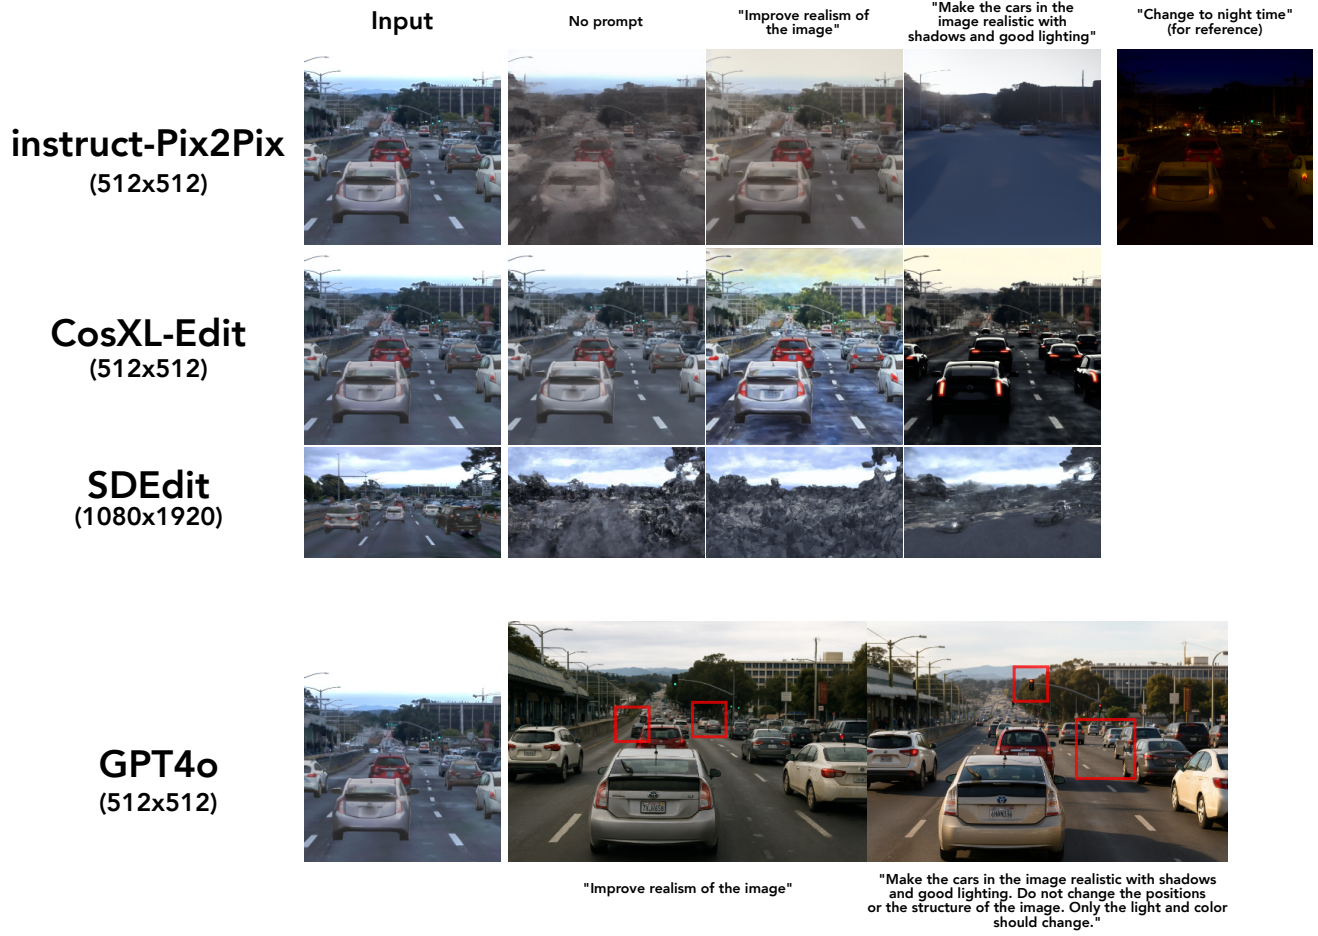 Input
No prompt
"Improve realism of
the image"
"Make the cars in the
image realistic with
shadows and good lighting"
"Change to night time"
(for reference)
instruct-Pix2Pix
(512x512)
CosXL-Edit
(512x512)
SDEdit
(1080x1920)
GPT4o
(512x512)
"Improve realism of the image"
"Make the cars in the image realistic with shadows
and good lighting. Do not change the positions
or the structure of the image. Only the light and color
should change."